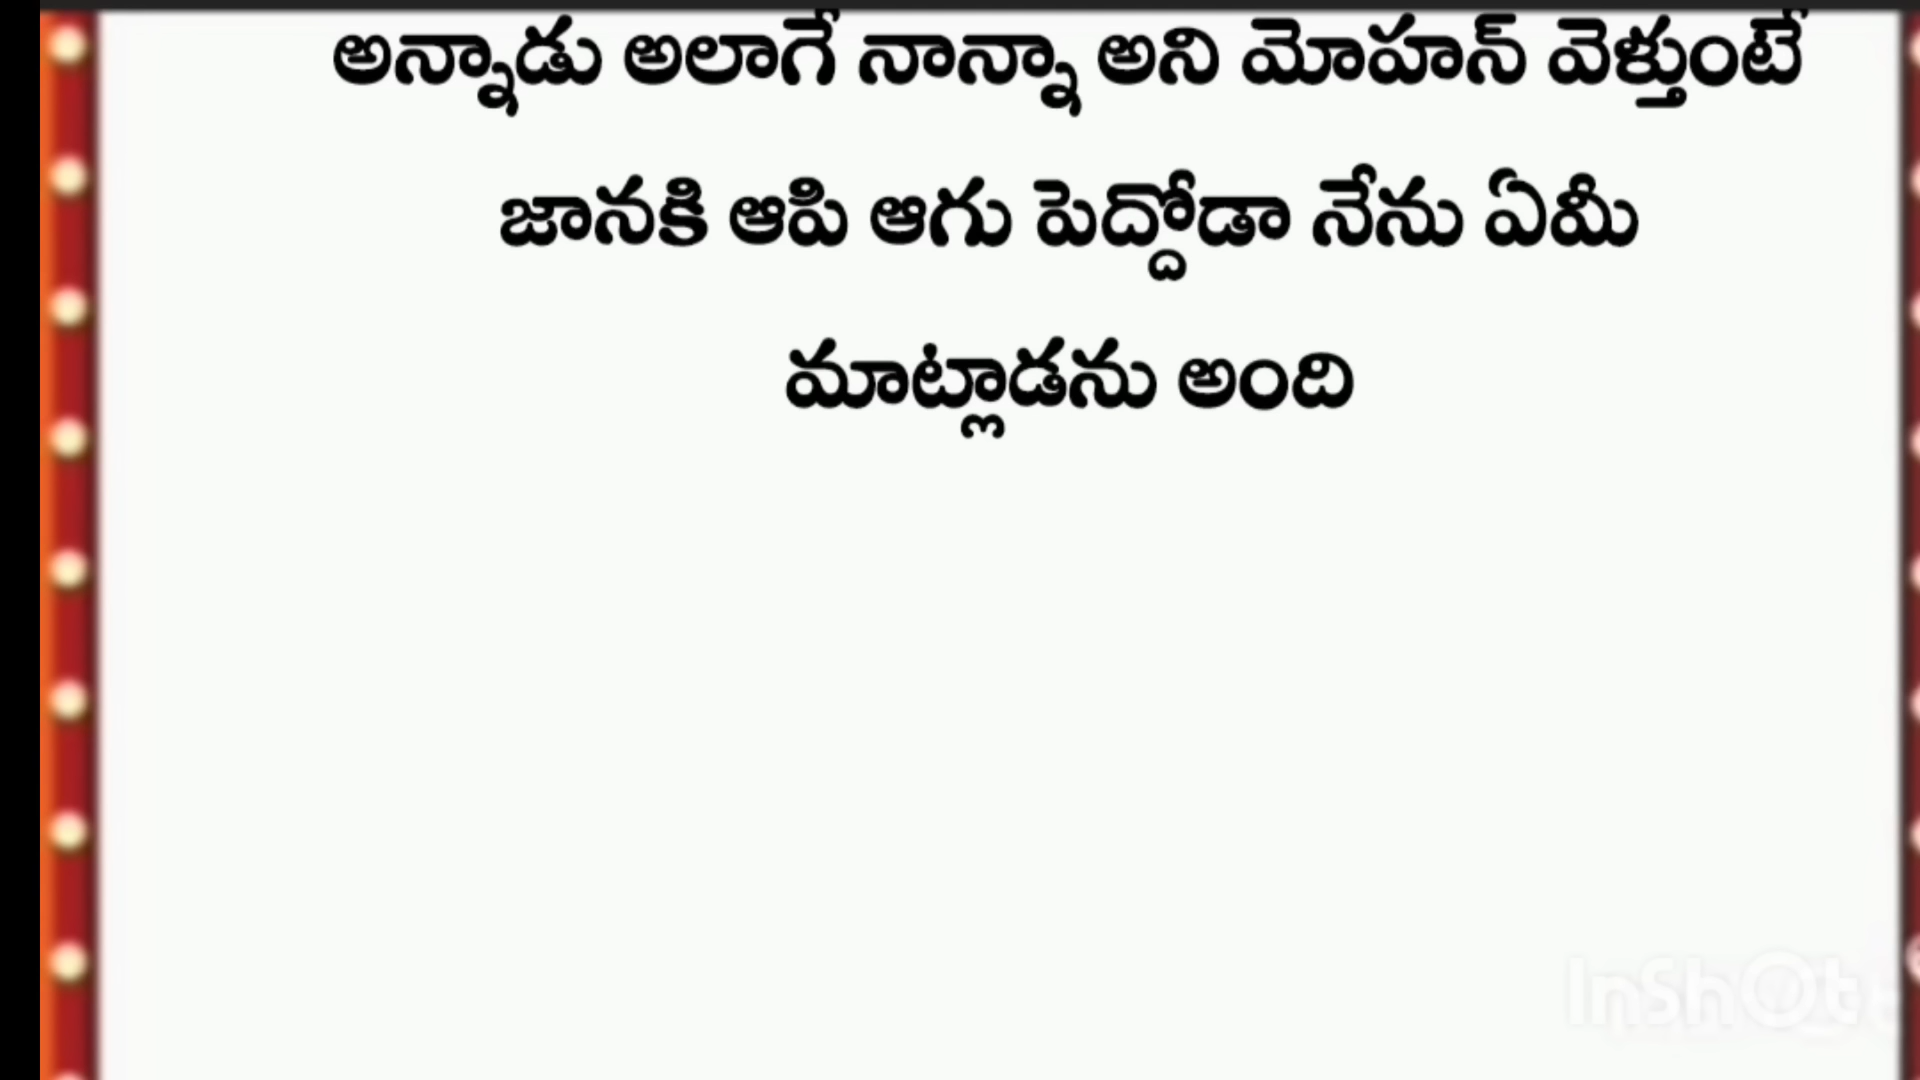 అన్నాడు అలాగే నాన్నా అని మోహన్ వెళ్తుంటే
జానకి ఆపి ఆగు పెద్దోడా నేను ఏమీ
మాట్లాడను అంది
InShOt